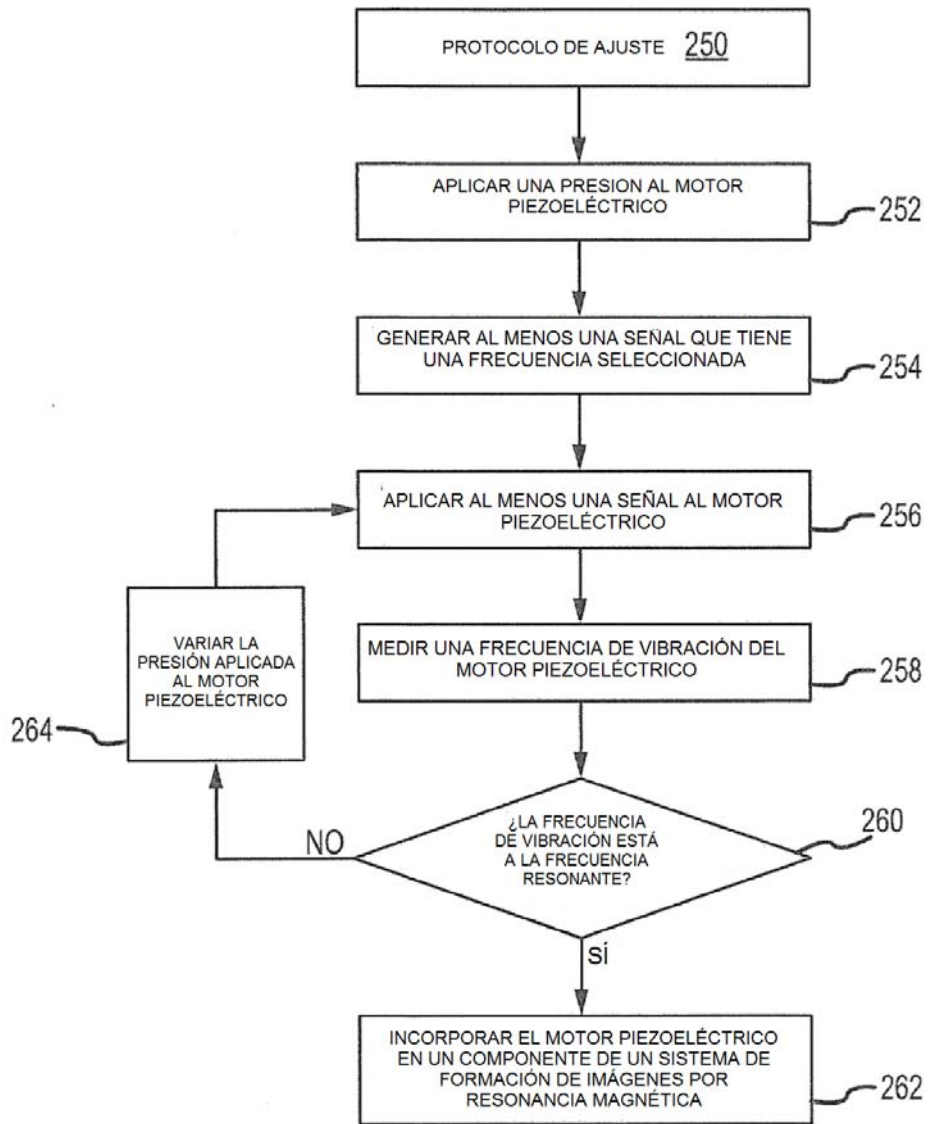 PROTOCOLO DE AJUSTE 250
APLICAR UNA PRESION AL MOTOR
PIEZOELÉCTRICO
252
GENERAR AL MENOS UNA SEÑAL QUE TIENE
UNA FRECUENCIA SELECCIONADA
254
APLICAR AL MENOS UNA SEÑAL AL MOTOR
PIEZOELÉCTRICO
256
MEDIR UNA FRECUENCIA DE VIBRACIÓN DEL
MOTOR PIEZOELÉCTRICO
258
VARIAR LA
PRESIÓN APLICADA
AL MOTOR
PIEZOELÉCTRICO
264
¿LA FRECUENCIA
DE VIBRACIÓN ESTÁ
A LA FRECUENCIA
RESONANTE?
260
NO
SÍ
INCORPORAR EL MOTOR PIEZOELÉCTRICO
EN UN COMPONENTE DE UN SISTEMA DE
FORMACIÓN DE IMÁGENES POR
RESONANCIA MAGNÉTICA
262